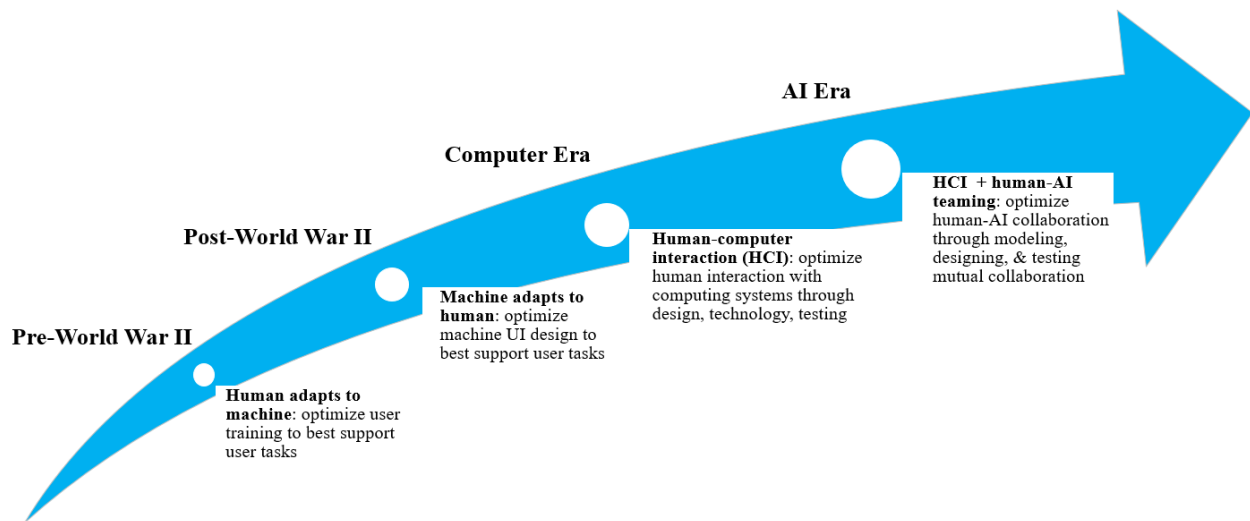 AI Era
HCI + human-AI
teaming: optimize
human-AI collaboration
through modeling,
designing, & testing
mutual collaboration
Computer Era
Human-computer
interaction (HCI): optimize
human interaction with
computing systems through
design, technology, testing
Post-World War II
Machine adapts to
human: optimize
machine UI design to
best support user tasks
Pre-World War II
Human adapts to
machine: optimize user
training to best support
user tasks